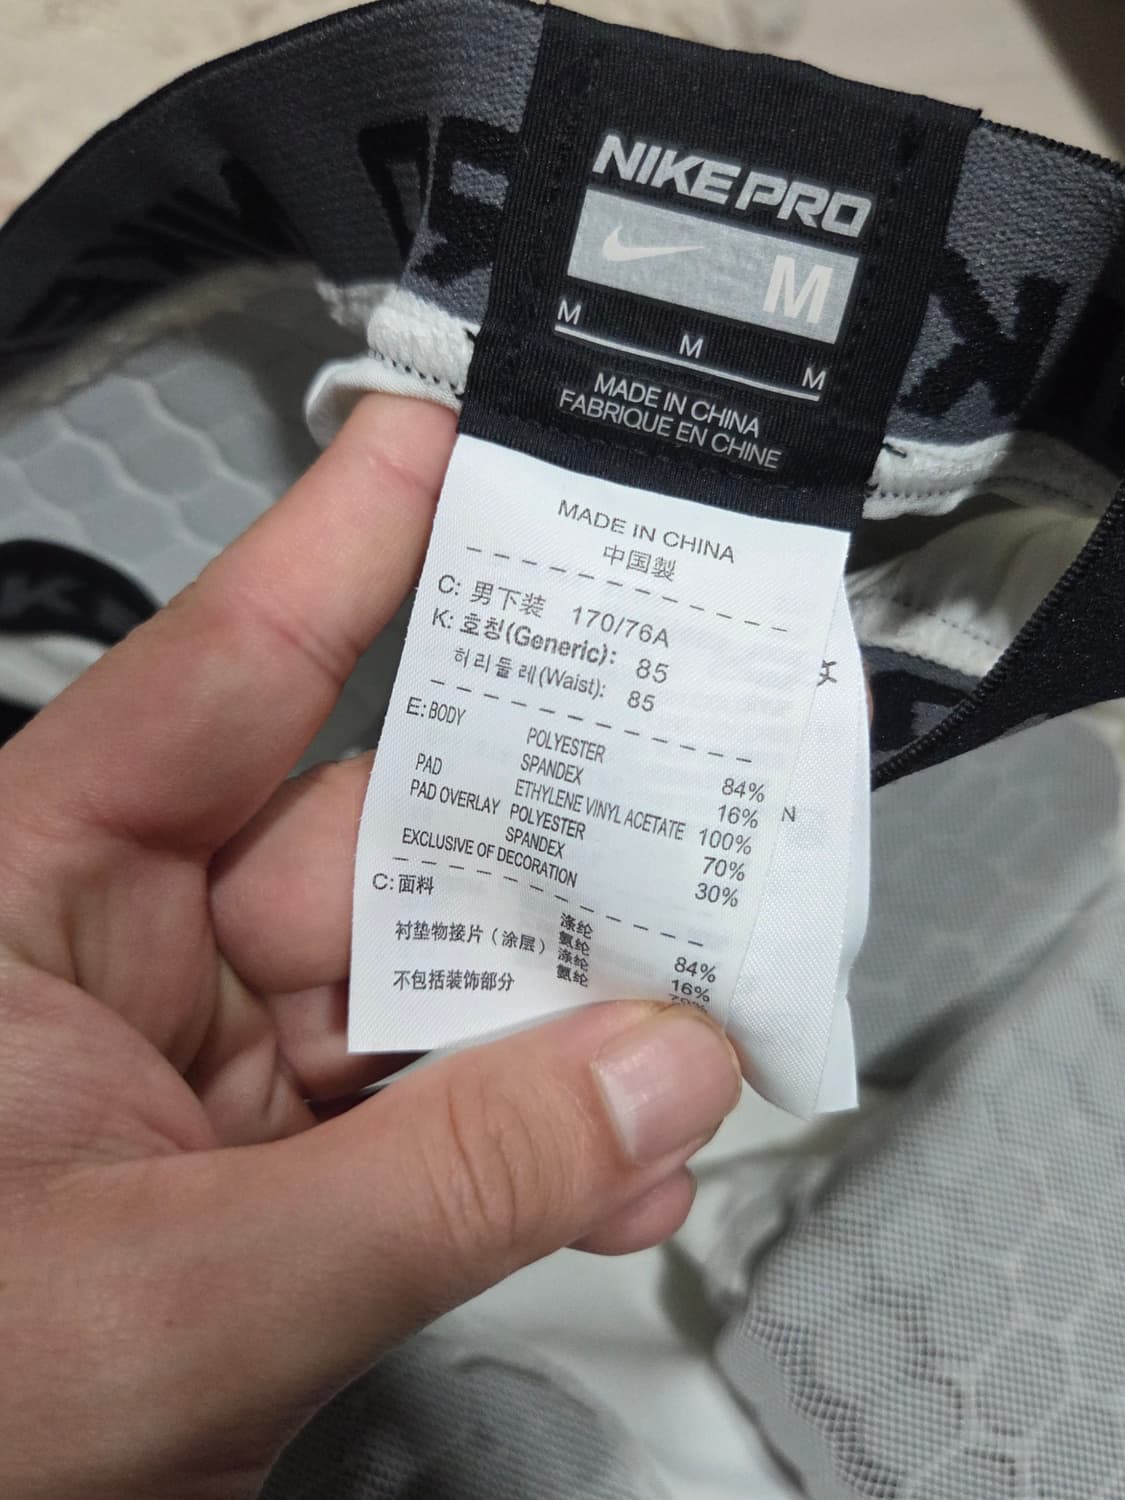 NIKE PRO
M
M
M
M
MADE IN CHINA
FABRIQUE EN CHINE
MADE IN CHINA
中国製
C: 男下装 170/76A
K: 호칭(Generic): 85
허리둘레(Waist): 85
E: BODY
POLYESTER 84%
SPANDEX 16%
PAD ETHYLENE VINYL ACETATE 100%
PAD OVERLAY POLYESTER 70%
SPANDEX 30%
EXCLUSIVE OF DECORATION
C: 面料
涤纶 84%
氨纶 16%
衬垫物接片（涂层） 涤纶 70%
氨纶
不包括装饰部分
N